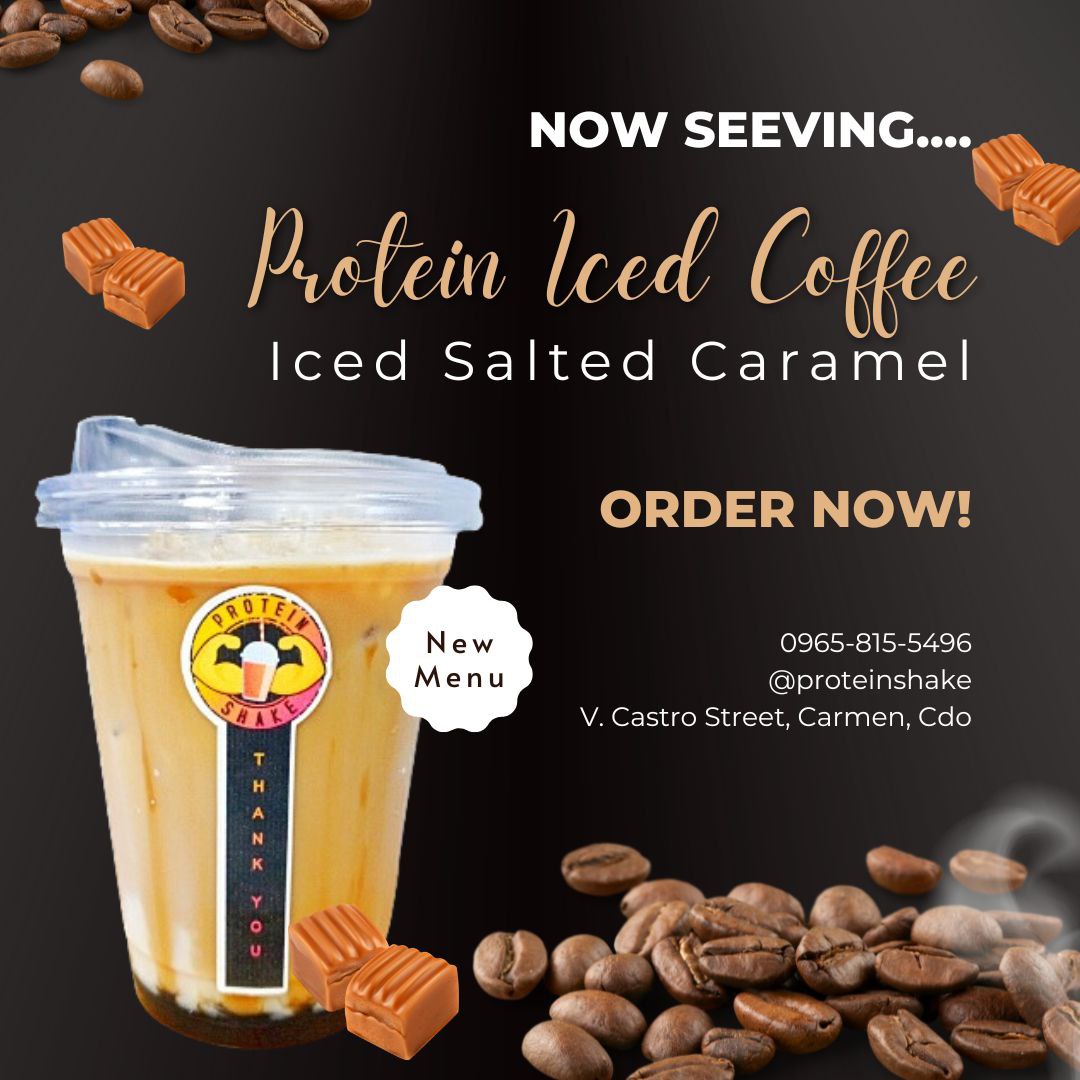 NOW SEEVING....
Protein Iced Coffee
Iced Salted Caramel
ORDER NOW!
PROTEIN
SHAKE
THANK YOU
New
Menu
0965-815-5496
@proteinshake
V. Castro Street, Carmen, Cdo